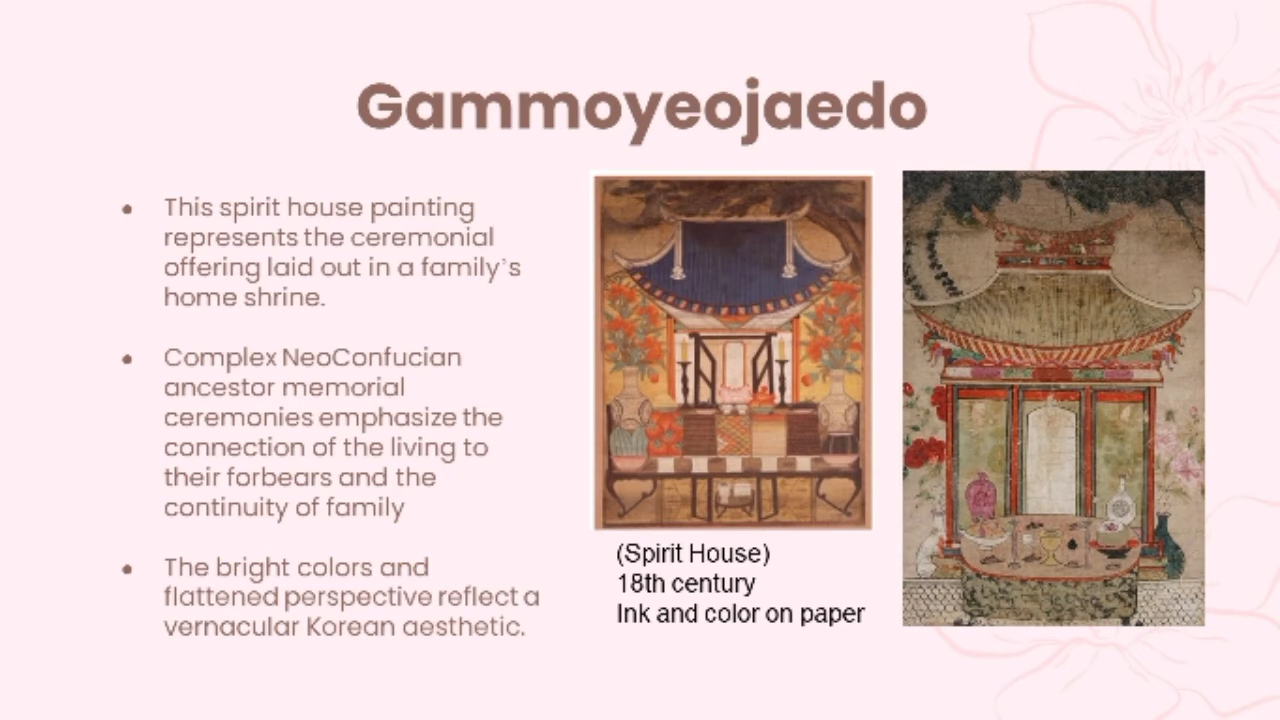 Gammoyeojaedo
• This spirit house painting
represents the ceremonial
offering laid out in a family's
home shrine.
• Complex NeoConfucian
ancestor memorial
ceremonies emphasize the
connection of the living to
their forbears and the
continuity of family
• The bright colors and
flattened perspective reflect a
vernacular Korean aesthetic.
(Spirit House)
18th century
Ink and color on paper